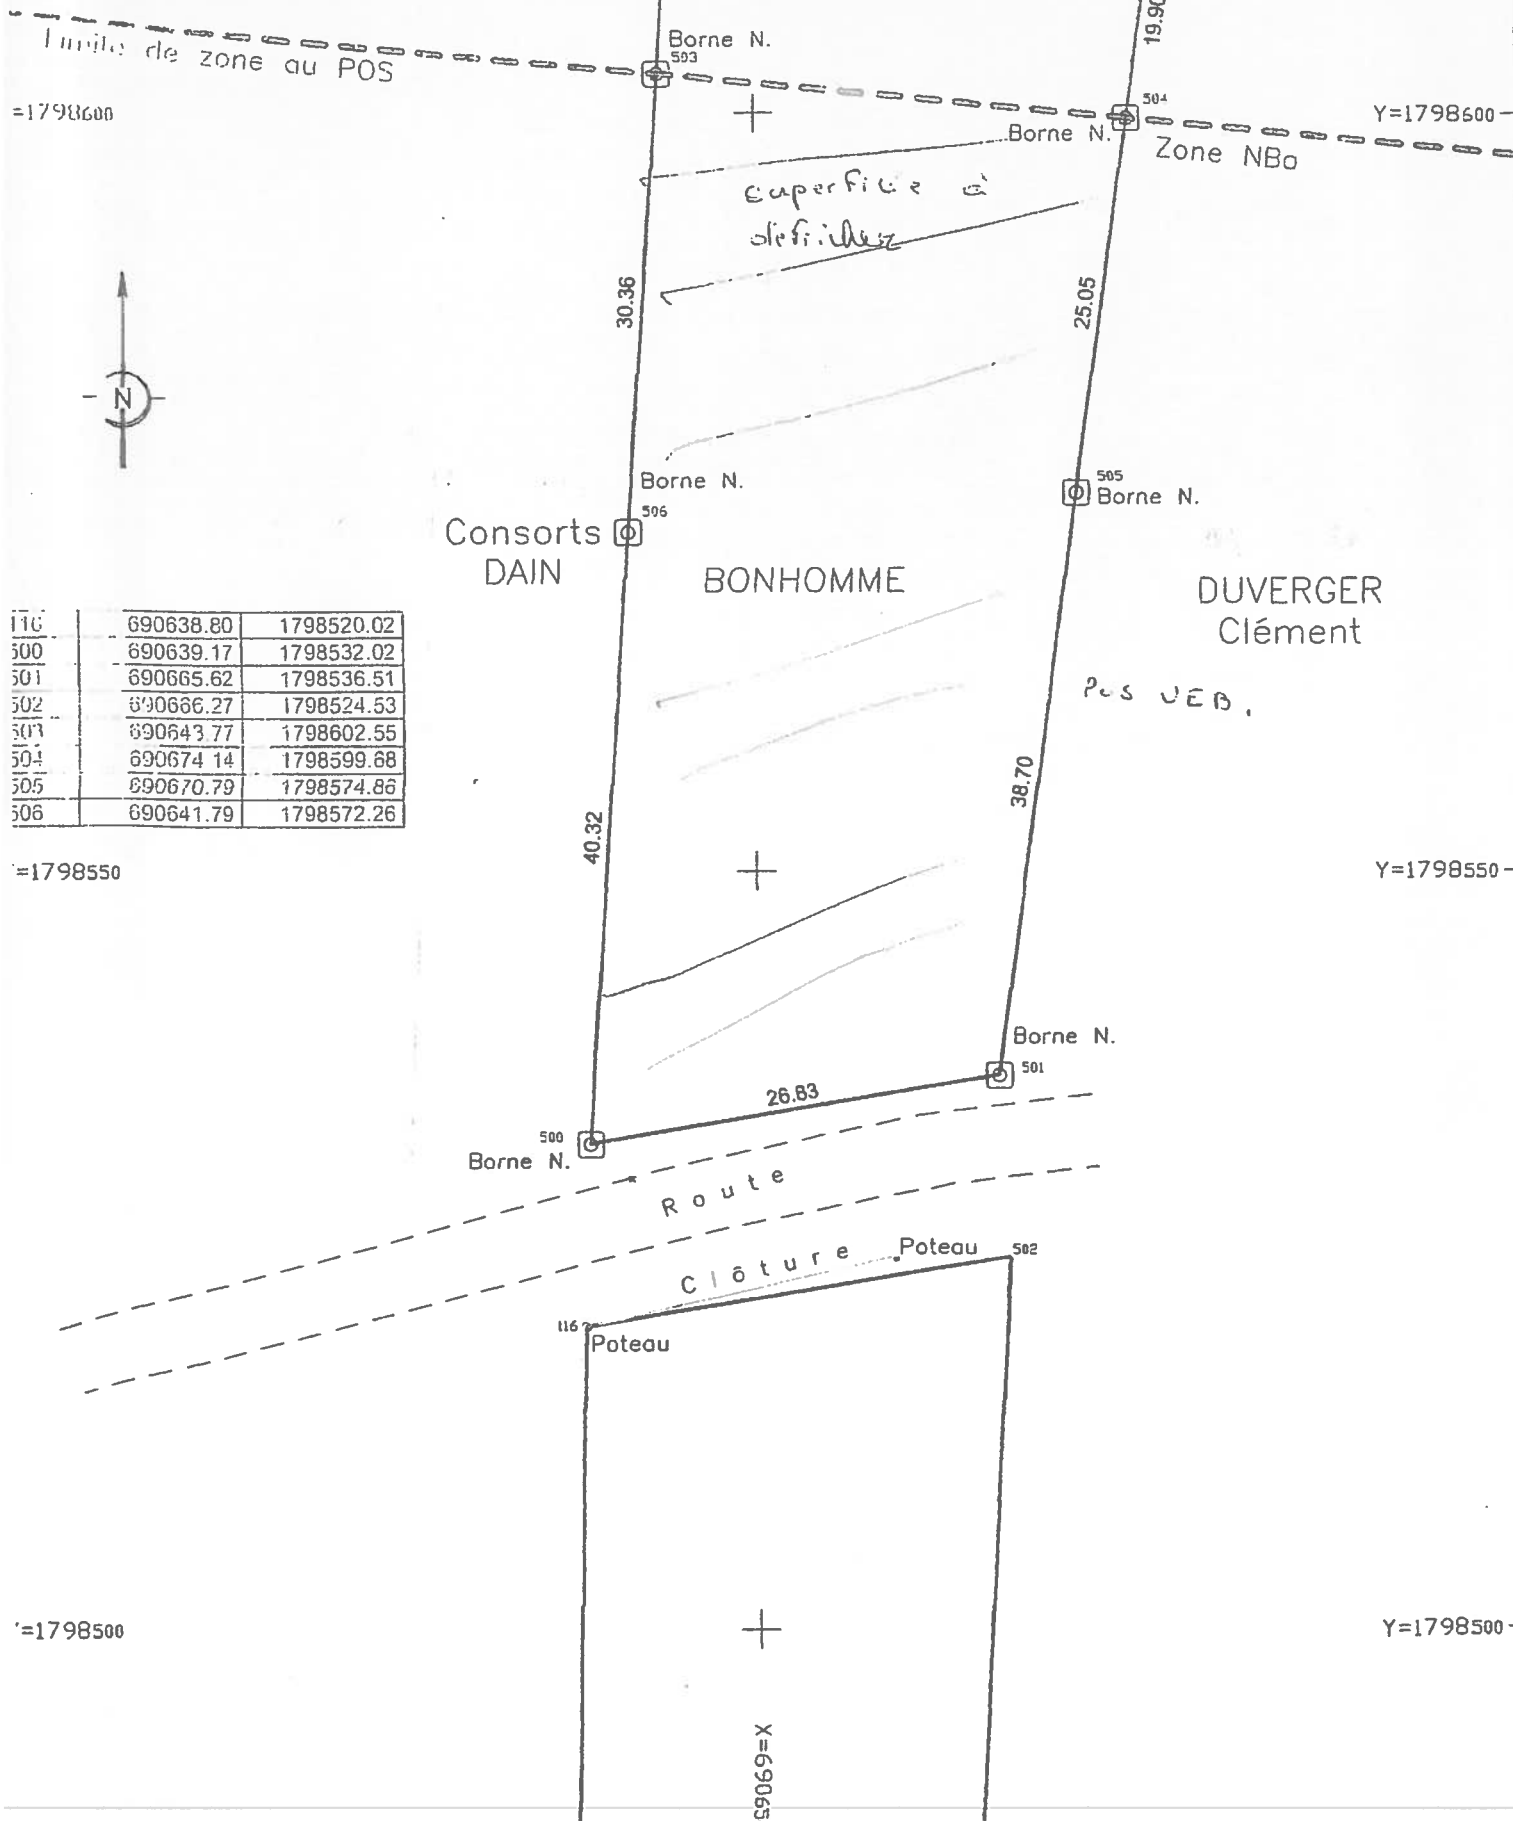 19.90
Borne N.
503
Limite de zone au POS
=1798600
504
Y=1798600
Borne N.
Zone NBa
superficie à
défricher
30.36
25.05
N
Borne N.
506
505
Borne N.
Consorts
DAIN
BONHOMME
DUVERGER
Clément
116 690638.80 1798520.02
500 690639.17 1798532.02
501 690665.62 1798536.51
502 690666.27 1798524.53
503 690643.77 1798602.55
504 690674.14 1798599.68
505 690670.79 1798574.86
506 690641.79 1798572.26
POS UEB.
38.70
40.32
=1798550
Y=1798550
Borne N.
501
26.83
500
Borne N.
Route
Clôture
Poteau
502
116
Poteau
=1798500
Y=1798500
X=69065